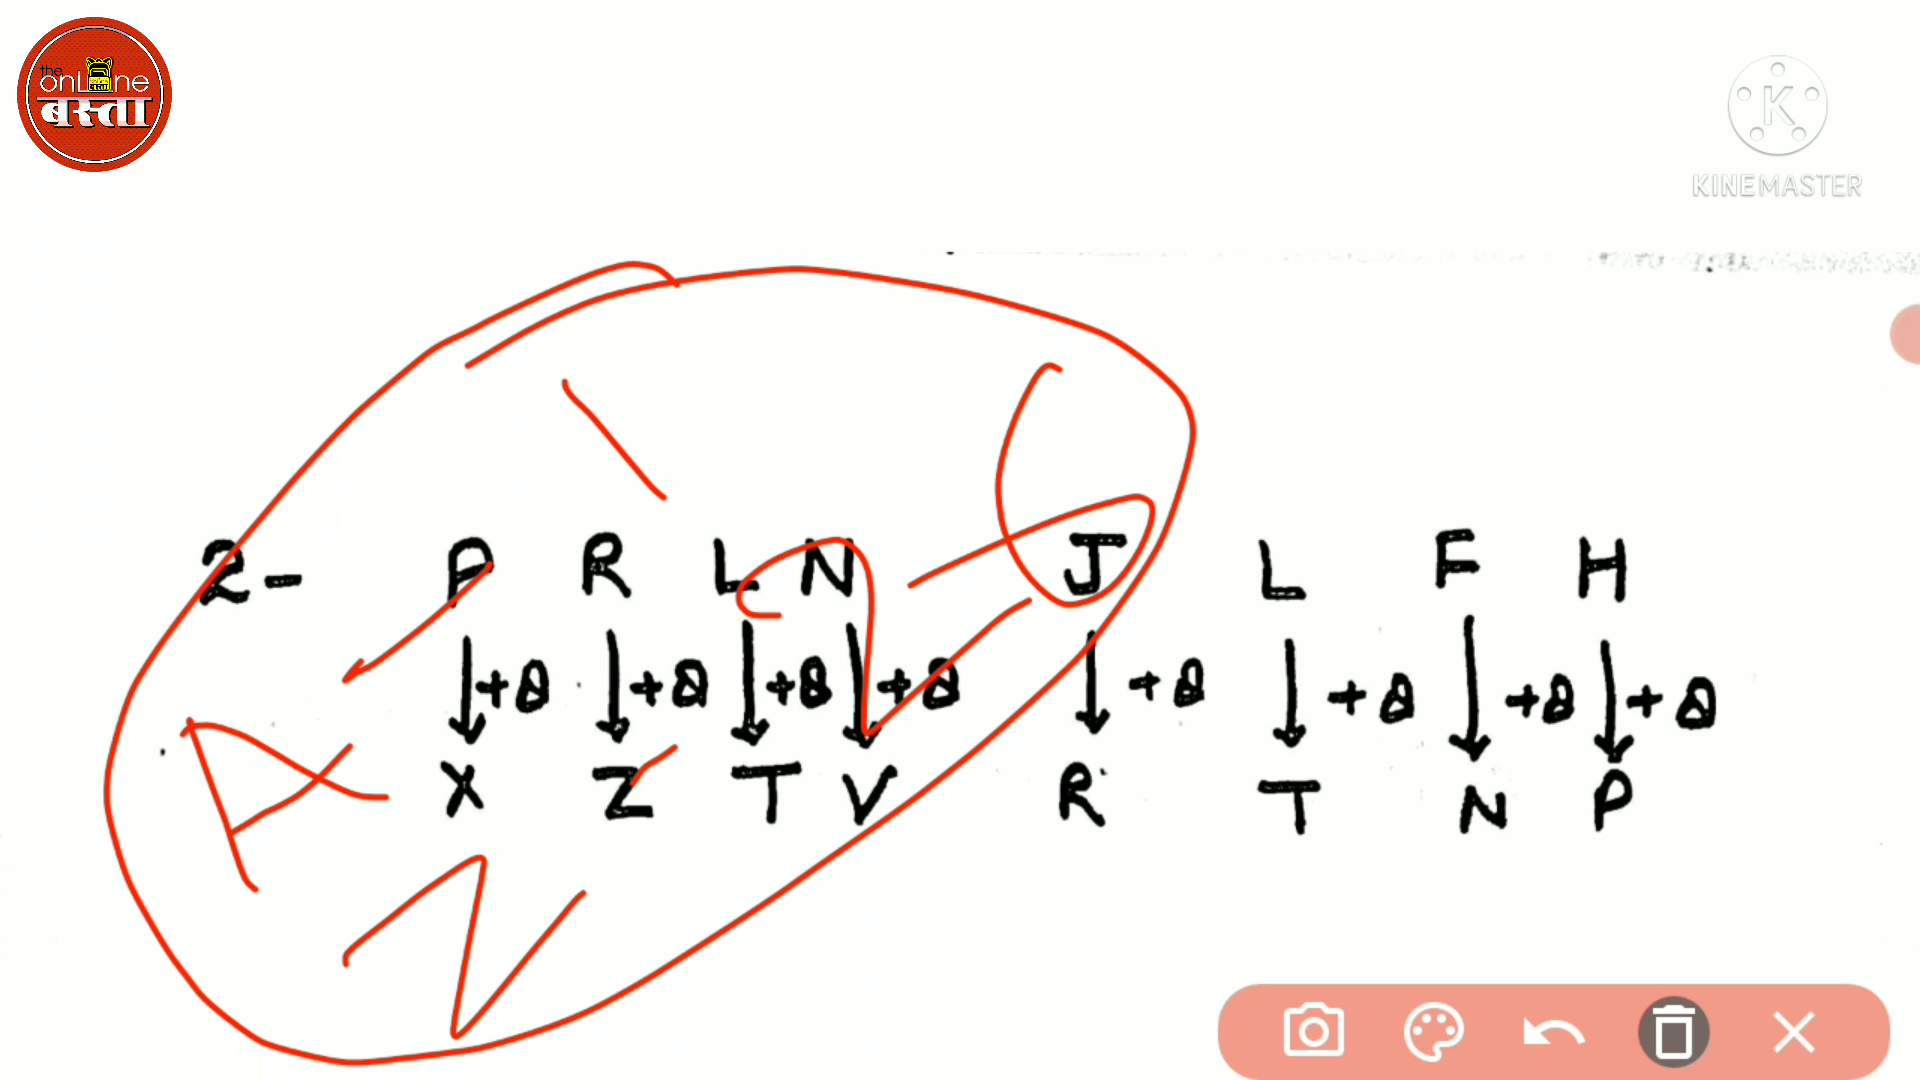 the
onLine
बस्ता
KINEMASTER
2- P R L N J L F H
+8 +8 +8 +8 +8 +8 +8 +8
X Z T V R T N P
A
N